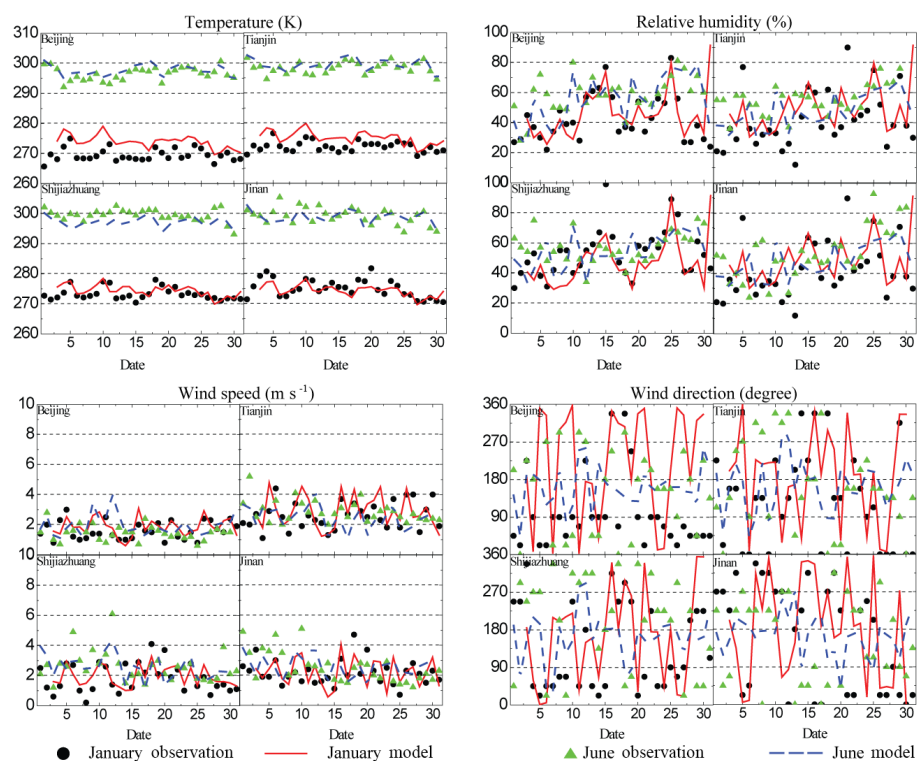 Temperature (K)
Relative humidity (%)
310
Beijing
Tianjin
300
290
280
270
260
Shijiazhuang
Jinan
300
290
280
270
260
5 10 15 20 25 30
5 10 15 20 25 30
Date
Date
100
Beijing
Tianjin
80
60
40
20
100
0
Shijiazhuang
Jinan
80
60
40
20
0
5 10 15 20 25 30
5 10 15 20 25 30
Date
Date
Wind speed (m s -1)
Wind direction (degree)
10
Beijing
Tianjin
8
6
4
2
10
0
Shijiazhuang
Jinan
8
6
4
2
0
5 10 15 20 25 30
5 10 15 20 25 30
Date
Date
360
Beijing
Tianjin
270
180
90
360
Shijiazhuang
Jinan
270
180
90
0
5 10 15 20 25 30
5 10 15 20 25 30
Date
Date
January observation
January model
June observation
June model